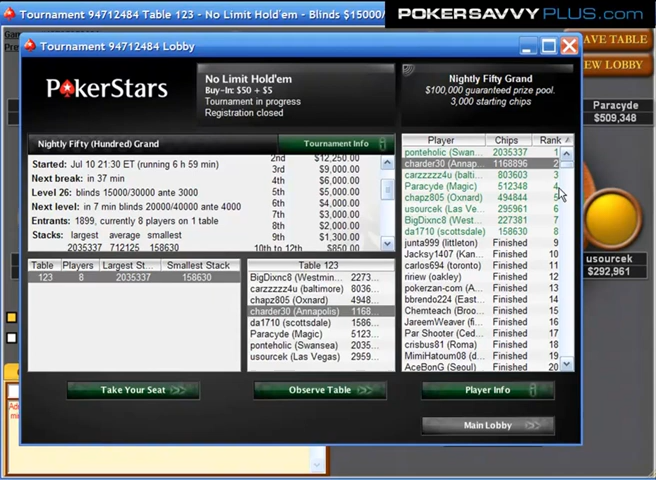 Tournament 94712484 Table 123 - No Limit Hold'em - Blinds $15000/
POKERSAVVYPLUS.com
AVE TABLE
Tournament 94712484 Lobby
W LOBBY
PokerStars
No Limit Hold'em
Buy-In: $50 + $5
Tournament in progress
Registration closed
Nightly Fifty Grand
$100,000 guaranteed prize pool.
3,000 starting chips
Paracyde
$509,348
Nightly Fifty (Hundred) Grand
Tournament Info
Started: Jul 10 21:30 ET (running 6 h 59 min)
Next break: in 37 min
Level 26: blinds 15000/30000 ante 3000
Next level: in 7 min blinds 20000/40000 ante 4000
Entrants: 1899, currently 8 players on 1 table
Stacks: largest average smallest
2035337 712125 158630
2nd $12,250.00
3rd $9,000.00
4th $6,000.00
5th $5,000.00
6th $4,000.00
7th $3,000.00
8th $2,000.00
9th $1,300.00
10th to 12th $850.00
Player Chips Rank
ponteholic (Swan... 2035337 1
charder30 (Annap... 1168896 2
carzzzzz4u (balti... 803603 3
Paracyde (Magic) 512348 4
chapz805 (Oxnard) 494844 5
usourcek (Las Ve... 295961 6
BigDixnc8 (Westm... 227381 7
da1710 (scottsdale) 158630 8
junta999 (littleton) Finished 9
Jacksy1407 (Kan... Finished 10
carlos694 (toronto) Finished 11
nriew (oakley) Finished 12
pokerzan-com (A... Finished 13
bbrendo224 (East... Finished 14
Chemteach (Broo... Finished 15
JareemWeaver (fl... Finished 16
Par Shooter (Ced... Finished 17
crisbus81 (Roma) Finished 18
MimiHatoum08 (d... Finished 19
AceBonG (Seoul) Finished 20
usourcek
$292,961
Table Players Largest St... Smallest Stack
123 8 2035337 158630
Table 123
BigDixnc8 (Westmin... 2273...
carzzzzz4u (baltimore) 8036...
chapz805 (Oxnard) 4948...
charder30 (Annapolis) 1168...
da1710 (scottsdale) 1586...
Paracyde (Magic) 5123...
ponteholic (Swansea) 2035...
usourcek (Las Vegas) 2959...
Take Your Seat
Observe Table
Player Info
Main Lobby